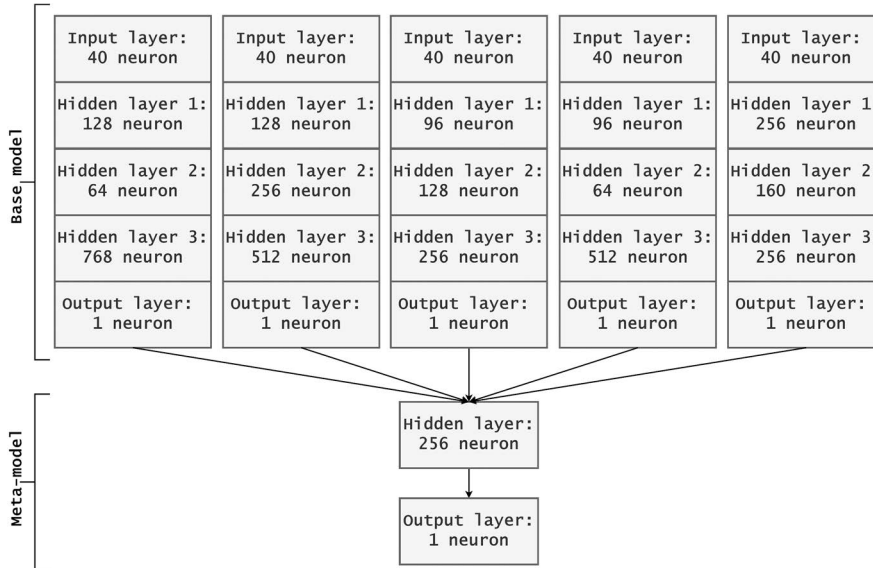 Base model
Input layer:
40 neuron
Hidden layer 1:
128 neuron
Hidden layer 2:
64 neuron
Hidden layer 3:
768 neuron
Output layer:
1 neuron
Input layer:
40 neuron
Hidden layer 1:
128 neuron
Hidden layer 2:
256 neuron
Hidden layer 3:
512 neuron
Output layer:
1 neuron
Input layer:
40 neuron
Hidden layer 1:
96 neuron
Hidden layer 2:
128 neuron
Hidden layer 3:
256 neuron
Output layer:
1 neuron
Input layer:
40 neuron
Hidden layer 1:
96 neuron
Hidden layer 2:
64 neuron
Hidden layer 3:
512 neuron
Output layer:
1 neuron
Input layer:
40 neuron
Hidden layer 1
256 neuron
Hidden layer 2
160 neuron
Hidden layer 3
256 neuron
Output layer:
1 neuron
Meta-model
Hidden layer:
256 neuron
Output layer:
1 neuron